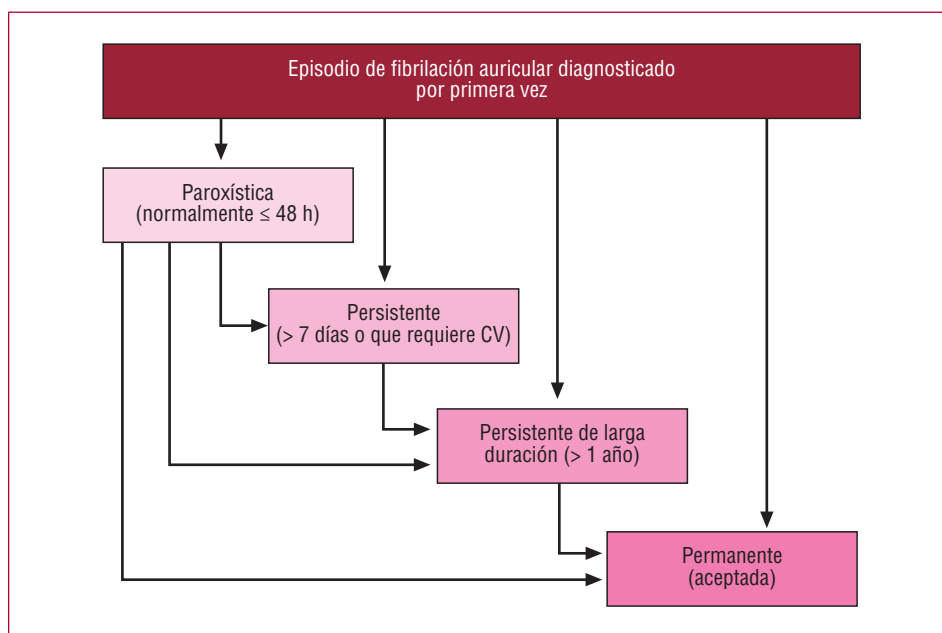 Episodio de fibrilación auricular diagnosticado
por primera vez
Paroxística
(normalmente ≤ 48 h)
Persistente
(> 7 días o que requiere CV)
Persistente de larga
duración (> 1 año)
Permanente
(aceptada)